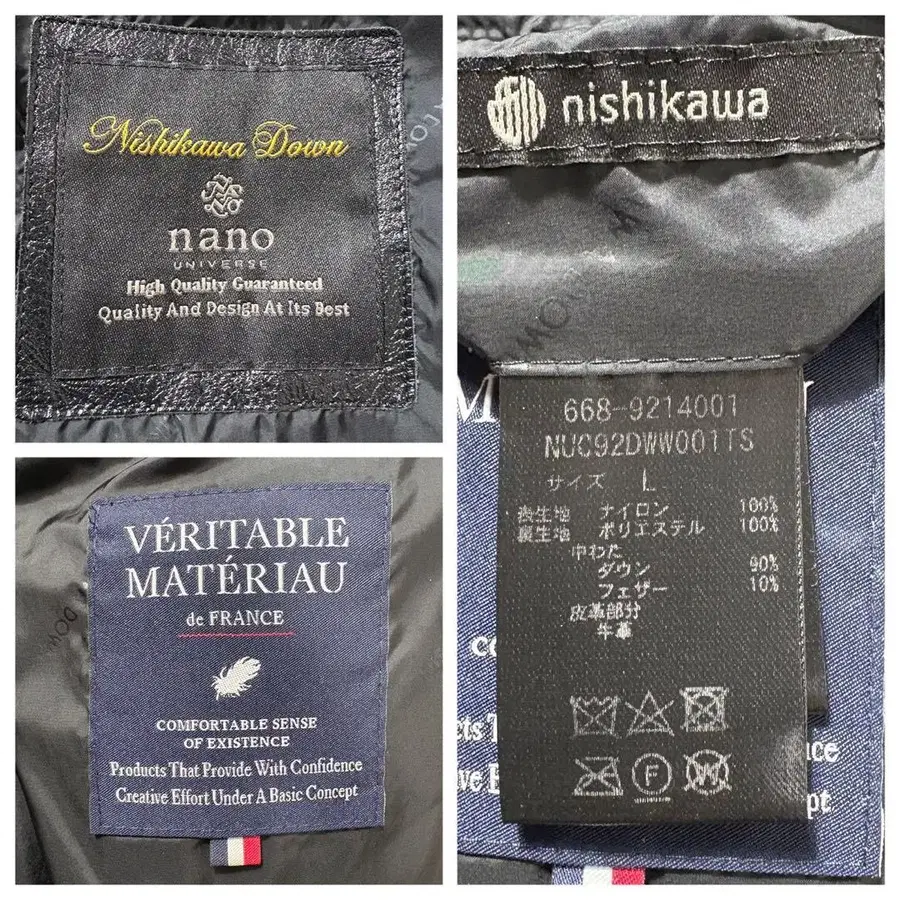 Nishikawa Down
nano
UNIVERSE
High Quality Guaranteed
Quality And Design At Its Best
VÉRITABLE
MATÉRIAU
de FRANCE
COMFORTABLE SENSE
OF EXISTENCE
Products That Provide With Confidence
Creative Effort Under A Basic Concept
DOW
nishikawa
668-9214001
NUC92DWW001TS
サイズ L
表生地 ナイロン 100%
裏生地 ポリエステル 100%
中わた
ダウン 90%
フェザー 10%
皮革部分
牛革
F
W